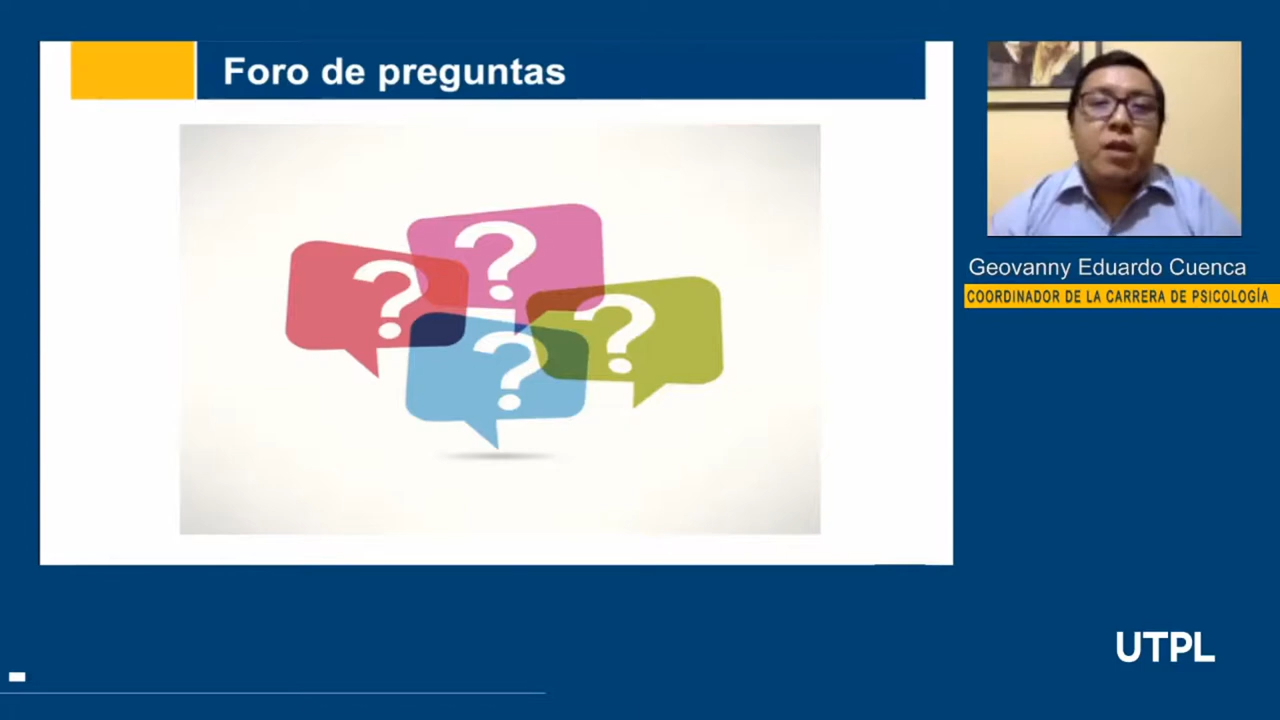 Foro de preguntas
?
?
?
?
Geovanny Eduardo Cuenca
COORDINADOR DE LA CARRERA DE PSICOLOGÍA
UTPL